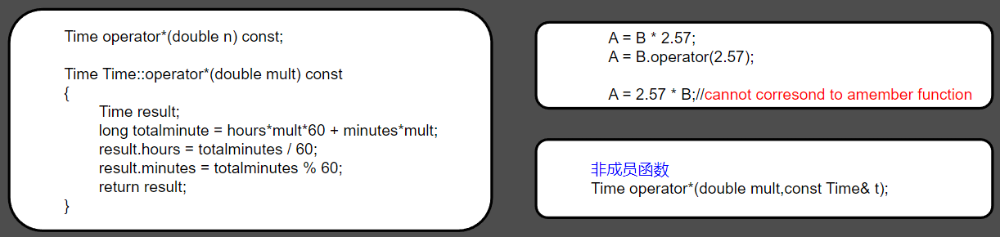 Time operator*(double n) const;
Time Time::operator*(double mult) const
{
Time result;
long totalminute = hours*mult*60 + minutes*mult;
result.hours = totalminutes / 60;
result.minutes = totalminutes % 60;
return result;
}
A = B * 2.57;
A = B.operator(2.57);
A = 2.57 * B;//cannot corresond to amember function
非成员函数
Time operator*(double mult,const Time& t);